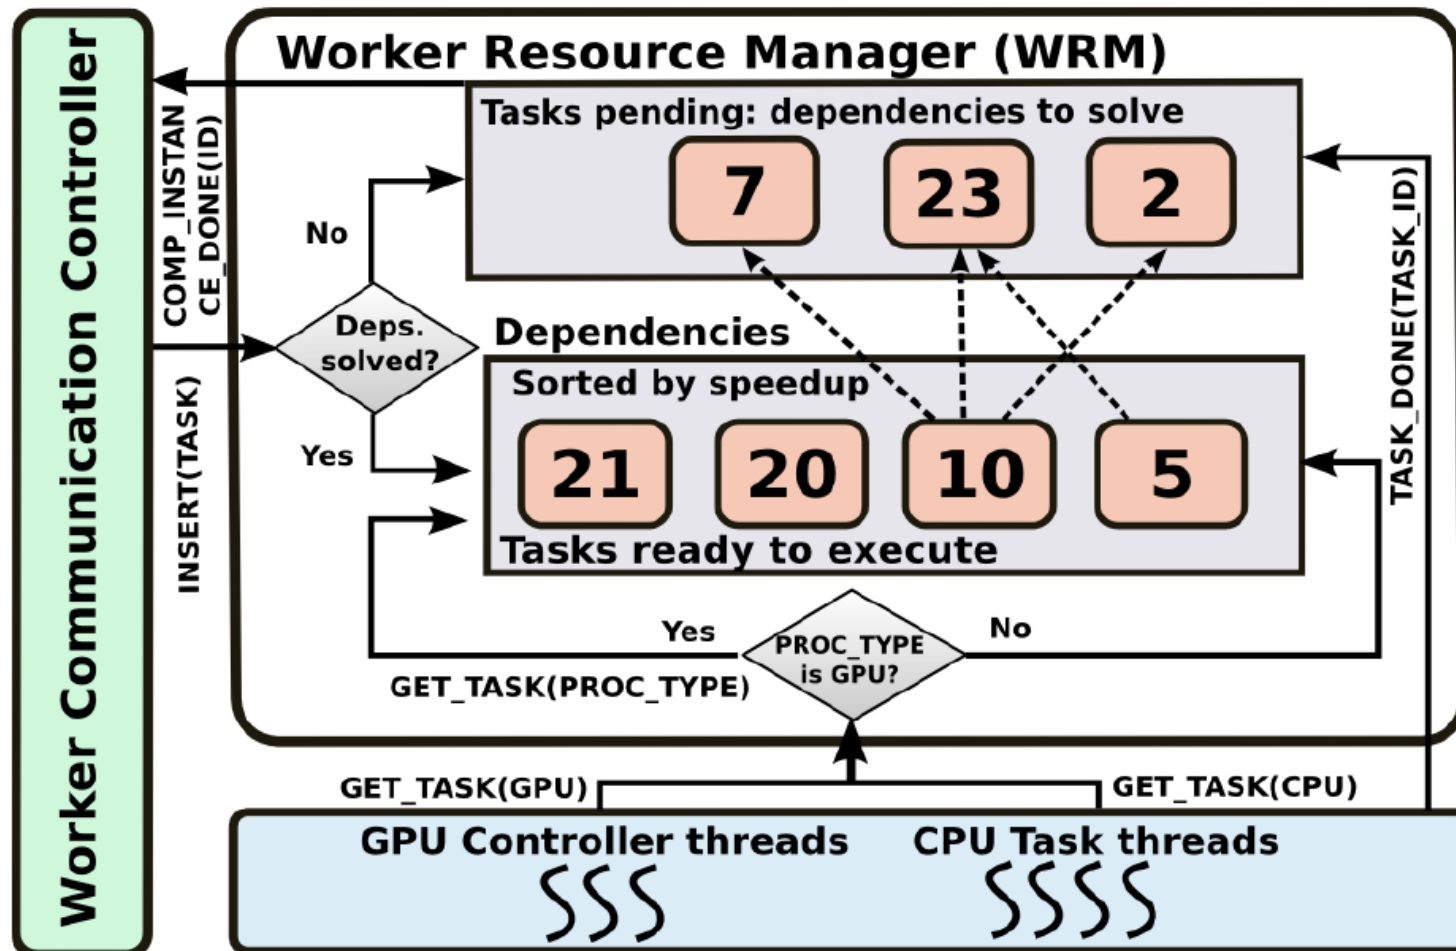 Worker Communication Controller
Worker Resource Manager (WRM)
COMP_INSTAN
CE_DONE(ID)
INSERT(TASK)
Tasks pending: dependencies to solve
7 23 2
No
Deps.
solved?
Yes
Dependencies
Sorted by speedup
21 20 10 5
Tasks ready to execute
TASK_DONE(TASK_ID)
Yes
PROC_TYPE
is GPU?
No
GET_TASK(PROC_TYPE)
GET_TASK(GPU)
GET_TASK(CPU)
GPU Controller threads
CPU Task threads